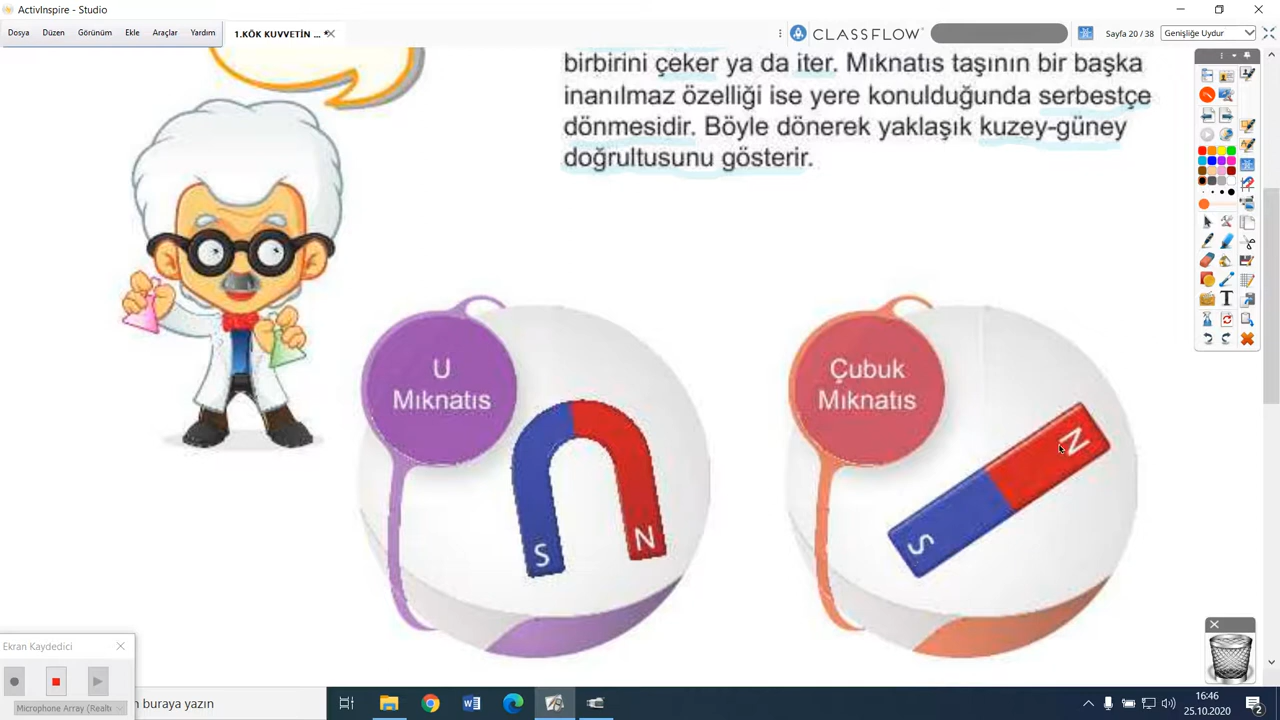 ActivInspire - Studio
Dosya Düzen Görünüm Ekle Araçlar Yardım
1.KÖK KUVVETİN ...
CLASSFLOW
Sayfa 20 / 38
Genişliğe Uydur
birbirini çeker ya da iter. Mıknatıs taşının bir başka
inanılmaz özelliği ise yere konulduğunda serbestçe
dönmesidir. Böyle dönerek yaklaşık kuzey-güney
doğrultusunu gösterir.
U
Mıknatıs
S N
Çubuk
Mıknatıs
N
S
Ekran Kaydedici
Microphone Array (Realt
n buraya yazın
16:46
25.10.2020
2